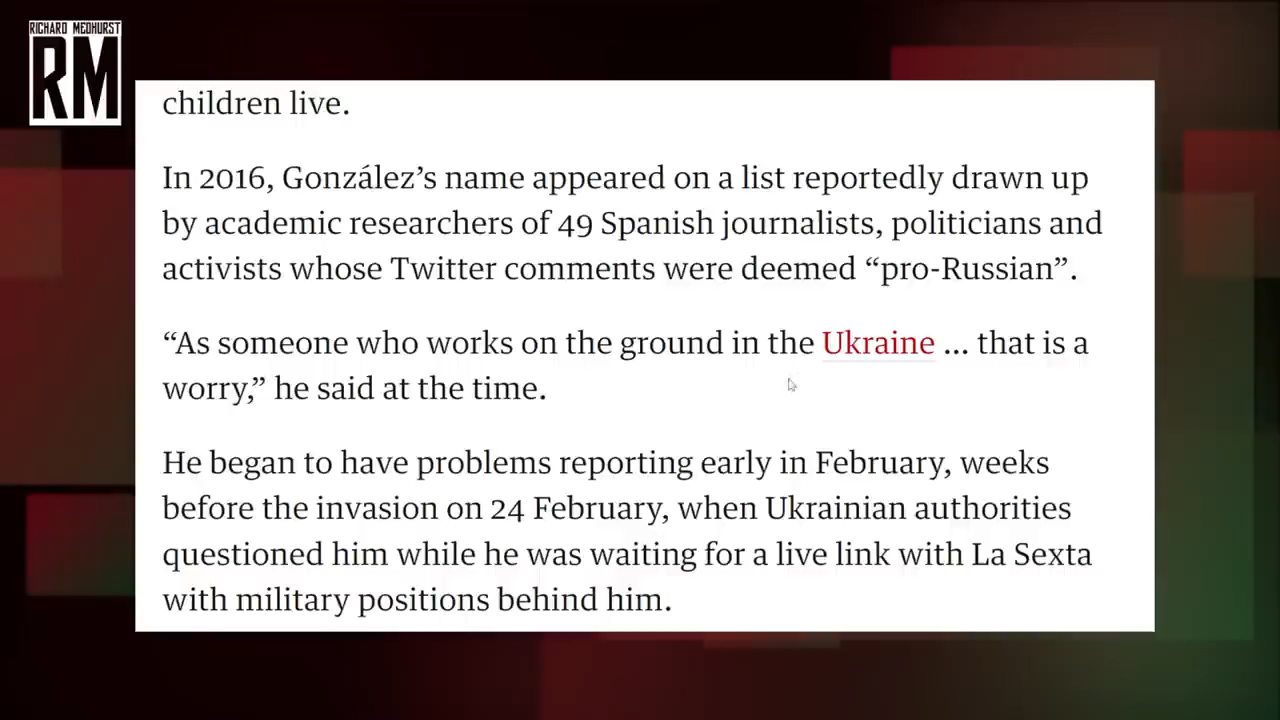 RICHARD MEDHURST
RM
children live.
In 2016, González’s name appeared on a list reportedly drawn up
by academic researchers of 49 Spanish journalists, politicians and
activists whose Twitter comments were deemed “pro-Russian”.
“As someone who works on the ground in the Ukraine ... that is a
worry,” he said at the time.
He began to have problems reporting early in February, weeks
before the invasion on 24 February, when Ukrainian authorities
questioned him while he was waiting for a live link with La Sexta
with military positions behind him.